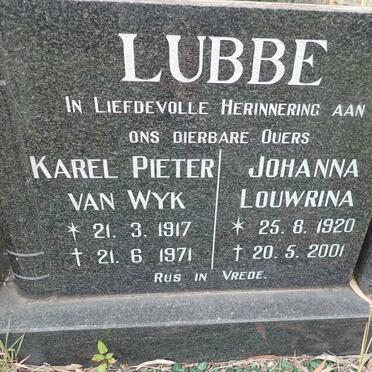 LUBBE
IN LIEFDEVOLLE HERINNERING AAN
ONS DIERBARE OUERS
KAREL PIETER
VAN WYK
* 21. 3. 1917
† 21. 6. 1971
JOHANNA
LOUWRINA
* 25. 8. 1920
† 20. 5. 2001
RUS IN VREDE.